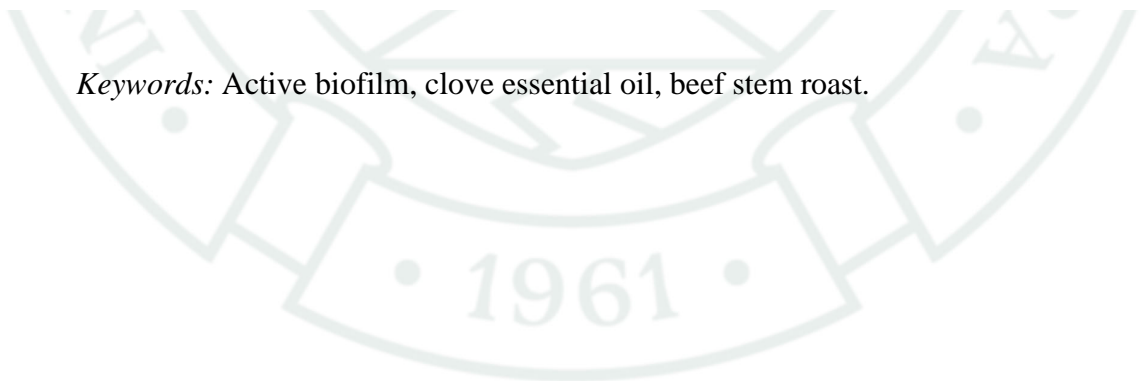 Keywords: Active biofilm, clove essential oil, beef stem roast.
• 1961 •